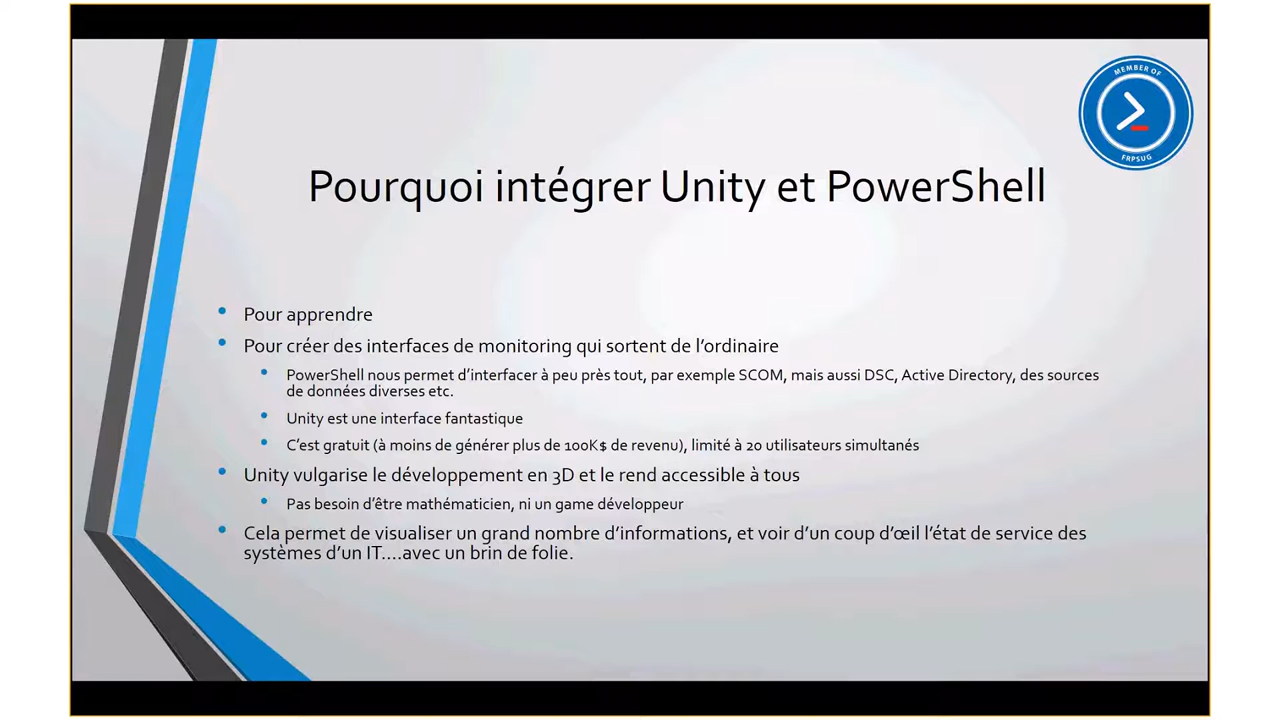 MEMBER OF
FRPSUG
Pourquoi intégrer Unity et PowerShell
Pour apprendre
Pour créer des interfaces de monitoring qui sortent de l’ordinaire
PowerShell nous permet d’interfacer à peu près tout, par exemple SCOM, mais aussi DSC, Active Directory, des sources
de données diverses etc.
Unity est une interface fantastique
C’est gratuit (à moins de générer plus de 100K$ de revenu), limité à 20 utilisateurs simultanés
Unity vulgarise le développement en 3D et le rend accessible à tous
Pas besoin d’être mathématicien, ni un game développeur
Cela permet de visualiser un grand nombre d’informations, et voir d’un coup d’œil l’état de service des
systèmes d’un IT....avec un brin de folie.